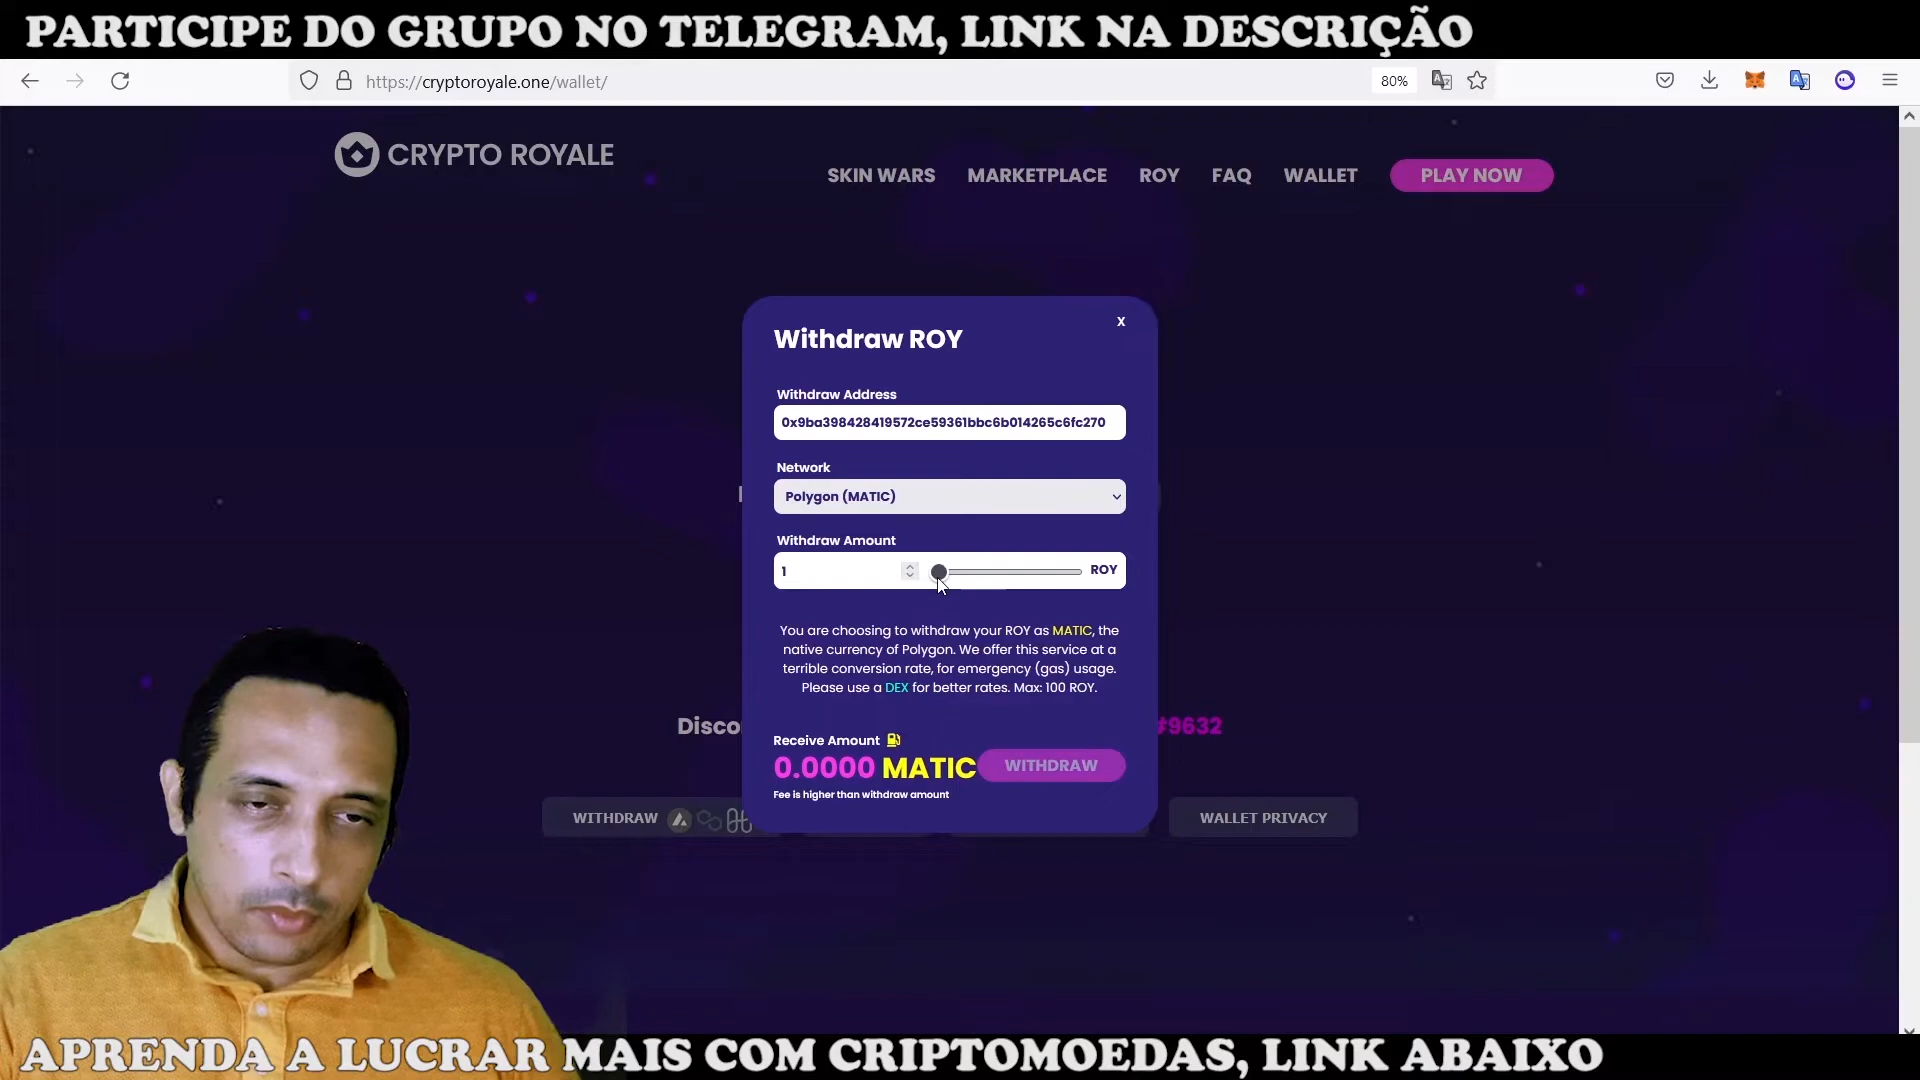 PARTICIPE DO GRUPO NO TELEGRAM, LINK NA DESCRIÇÃO
https://cryptoroyale.one/wallet/
80%
CRYPTO ROYALE
SKIN WARS
MARKETPLACE
ROY
FAQ
WALLET
PLAY NOW
x
Withdraw ROY
Withdraw Address
0x9ba398428419572ce59361bbc6b014265c6fc270
Network
Polygon (MATIC)
Withdraw Amount
1
ROY
You are choosing to withdraw your ROY as MATIC, the
native currency of Polygon. We offer this service at a
terrible conversion rate, for emergency (gas) usage.
Please use a DEX for better rates. Max: 100 ROY.
Disco
#9632
Receive Amount
0.0000 MATIC
WITHDRAW
Fee is higher than withdraw amount
WITHDRAW
WALLET PRIVACY
APRENDA A LUCRAR MAIS COM CRIPTOMOEDAS, LINK ABAIXO